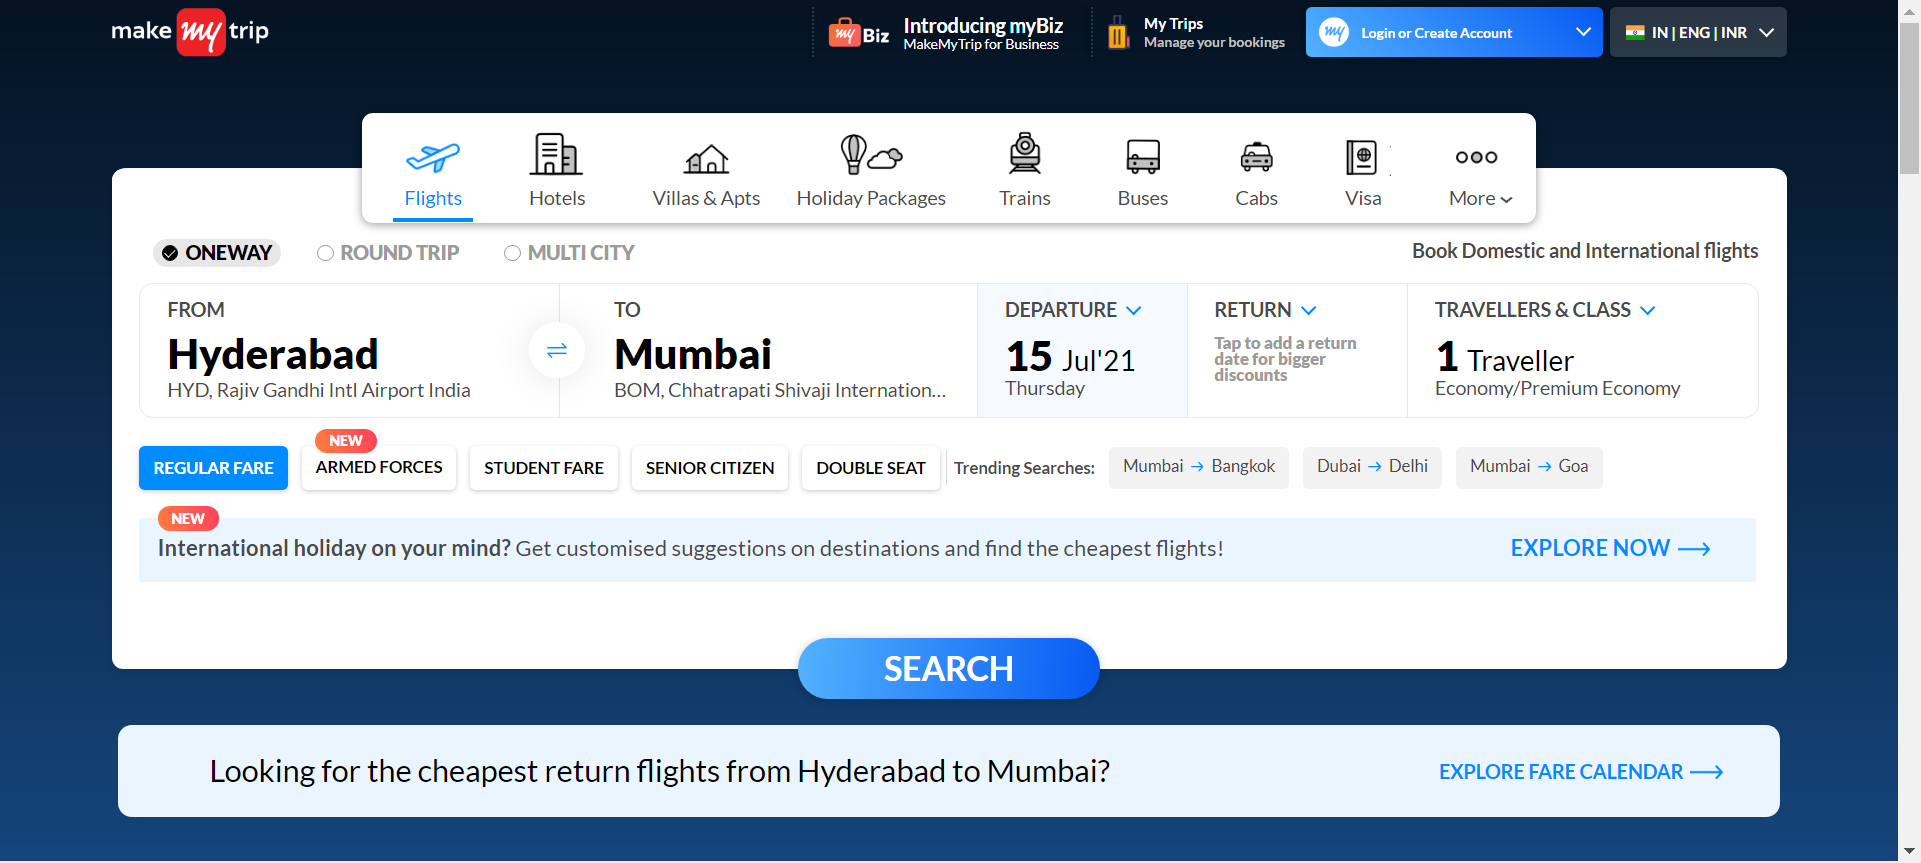 make my trip
my Biz
Introducing myBiz
MakeMyTrip for Business
My Trips
Manage your bookings
my
Login or Create Account
IN | ENG | INR
Flights
Hotels
Villas & Apts
Holiday Packages
Trains
Buses
Cabs
Visa
More
ONEWAY
ROUND TRIP
MULTI CITY
Book Domestic and International flights
FROM
Hyderabad
HYD, Rajiv Gandhi Intl Airport India
TO
Mumbai
BOM, Chhatrapati Shivaji Internation...
DEPARTURE
15 Jul'21
Thursday
RETURN
Tap to add a return
date for bigger
discounts
TRAVELLERS & CLASS
1 Traveller
Economy/Premium Economy
REGULAR FARE
NEW
ARMED FORCES
STUDENT FARE
SENIOR CITIZEN
DOUBLE SEAT
Trending Searches:
Mumbai → Bangkok
Dubai → Delhi
Mumbai → Goa
NEW
International holiday on your mind? Get customised suggestions on destinations and find the cheapest flights!
EXPLORE NOW
SEARCH
Looking for the cheapest return flights from Hyderabad to Mumbai?
EXPLORE FARE CALENDAR